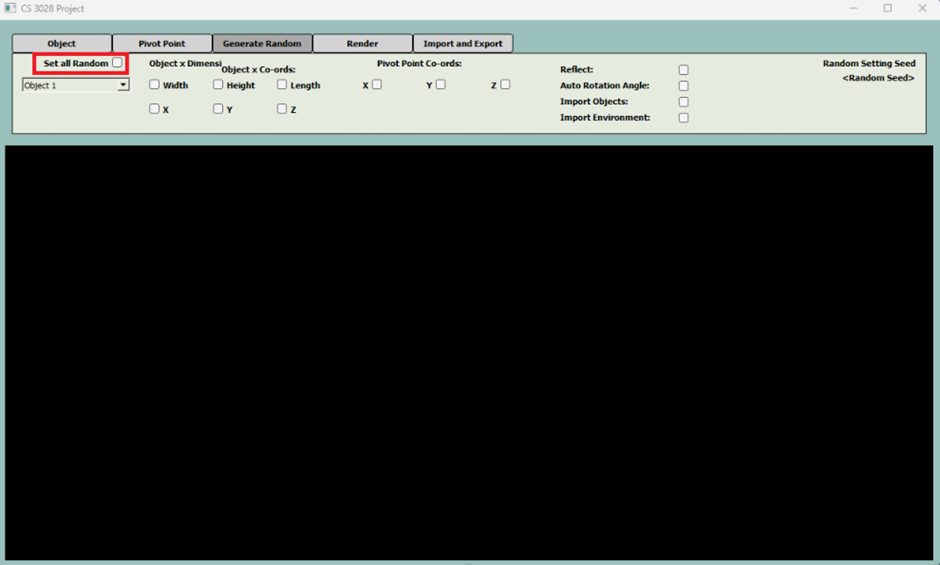 CS 3028 Project
Object Pivot Point Generate Random Render Import and Export
Set all Random Object x Dimensi Object x Co-ords: Pivot Point Co-ords: Random Setting Seed
Reflect: <Random Seed>
Object 1 Width Height Length X Y Z Auto Rotation Angle:
Import Objects:
X Y Z Import Environment: